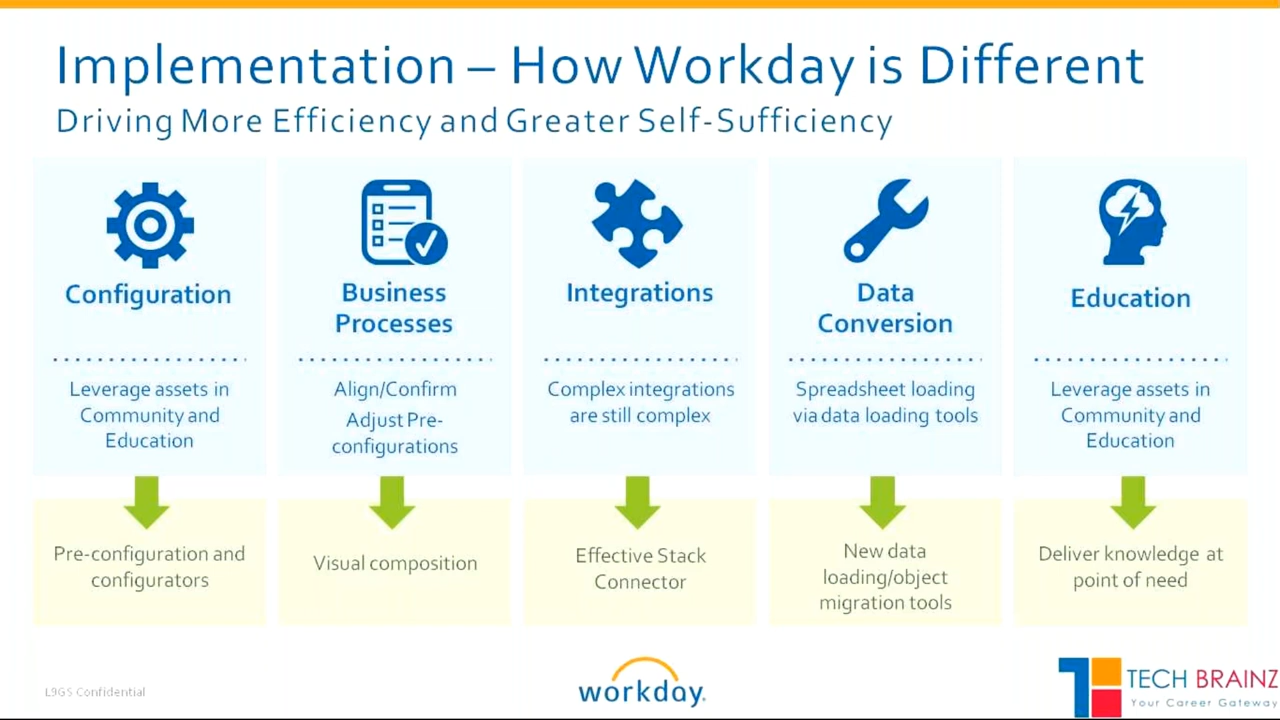 Implementation – How Workday is Different
Driving More Efficiency and Greater Self-Sufficiency
Configuration
Leverage assets in
Community and
Education
Pre-configuration and
configurators
Business
Processes
Align/Confirm
Adjust Pre-
configurations
Visual composition
Integrations
Complex integrations
are still complex
Effective Stack
Connector
Data
Conversion
Spreadsheet loading
via data loading tools
New data
loading/object
migration tools
Education
Leverage assets in
Community and
Education
Deliver knowledge at
point of need
L9GS Confidential
workday.
TECH BRAINZ
Your Career Gateway